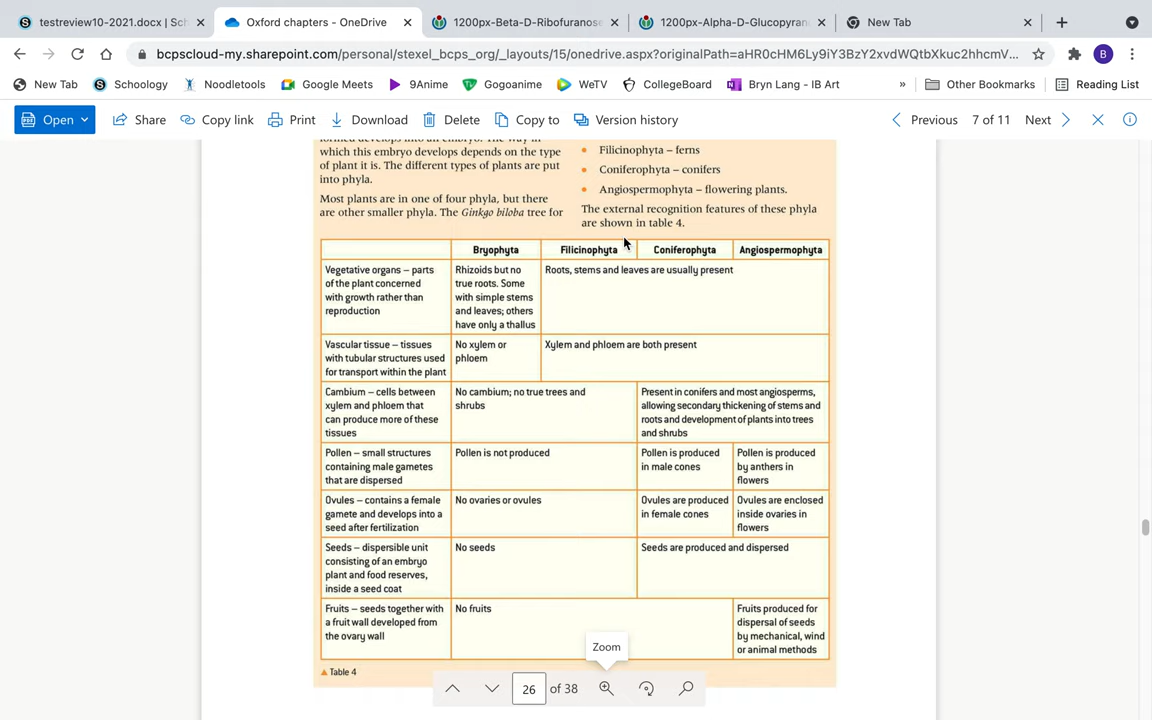 testreview10-2021.docx | Sch
Oxford chapters - OneDrive
1200px-Beta-D-Ribofuranose
1200px-Alpha-D-Glucopyran
New Tab
bcpscloud-my.sharepoint.com/personal/stexel_bcps_org/_layouts/15/onedrive.aspx?originalPath=aHR0cHM6Ly9iY3BzY2xvdWQtbXkuc2hhcmV...
New Tab
Schoology
Noodletools
Google Meets
9Anime
Gogoanime
WeTV
CollegeBoard
Bryn Lang - IB Art
»
Other Bookmarks
Reading List
Open
Share
Copy link
Print
Download
Delete
Copy to
Version history
Previous
7 of 11
Next
which this embryo develops depends on the type
of plant it is. The different types of plants are put
into phyla.
Most plants are in one of four phyla, but there
are other smaller phyla. The Ginkgo biloba tree for
• Filicinophyta – ferns
• Coniferophyta – conifers
• Angiospermophyta – flowering plants.
The external recognition features of these phyla
are shown in table 4.
Bryophyta
Filicinophyta
Coniferophyta
Angiospermophyta
Vegetative organs – parts
of the plant concerned
with growth rather than
reproduction
Rhizoids but no
true roots. Some
with simple stems
and leaves; others
have only a thallus
Roots, stems and leaves are usually present
Vascular tissue – tissues
with tubular structures used
for transport within the plant
No xylem or
phloem
Xylem and phloem are both present
Cambium – cells between
xylem and phloem that
can produce more of these
tissues
No cambium; no true trees and
shrubs
Present in conifers and most angiosperms,
allowing secondary thickening of stems and
roots and development of plants into trees
and shrubs
Pollen – small structures
containing male gametes
that are dispersed
Pollen is not produced
Pollen is produced
in male cones
Pollen is produced
by anthers in
flowers
Ovules – contains a female
gamete and develops into a
seed after fertilization
No ovaries or ovules
Ovules are produced
in female cones
Ovules are enclosed
inside ovaries in
flowers
Seeds – dispersible unit
consisting of an embryo
plant and food reserves,
inside a seed coat
No seeds
Seeds are produced and dispersed
Fruits – seeds together with
a fruit wall developed from
the ovary wall
No fruits
Fruits produced for
dispersal of seeds
by mechanical, wind
or animal methods
▲ Table 4
Zoom
26 of 38